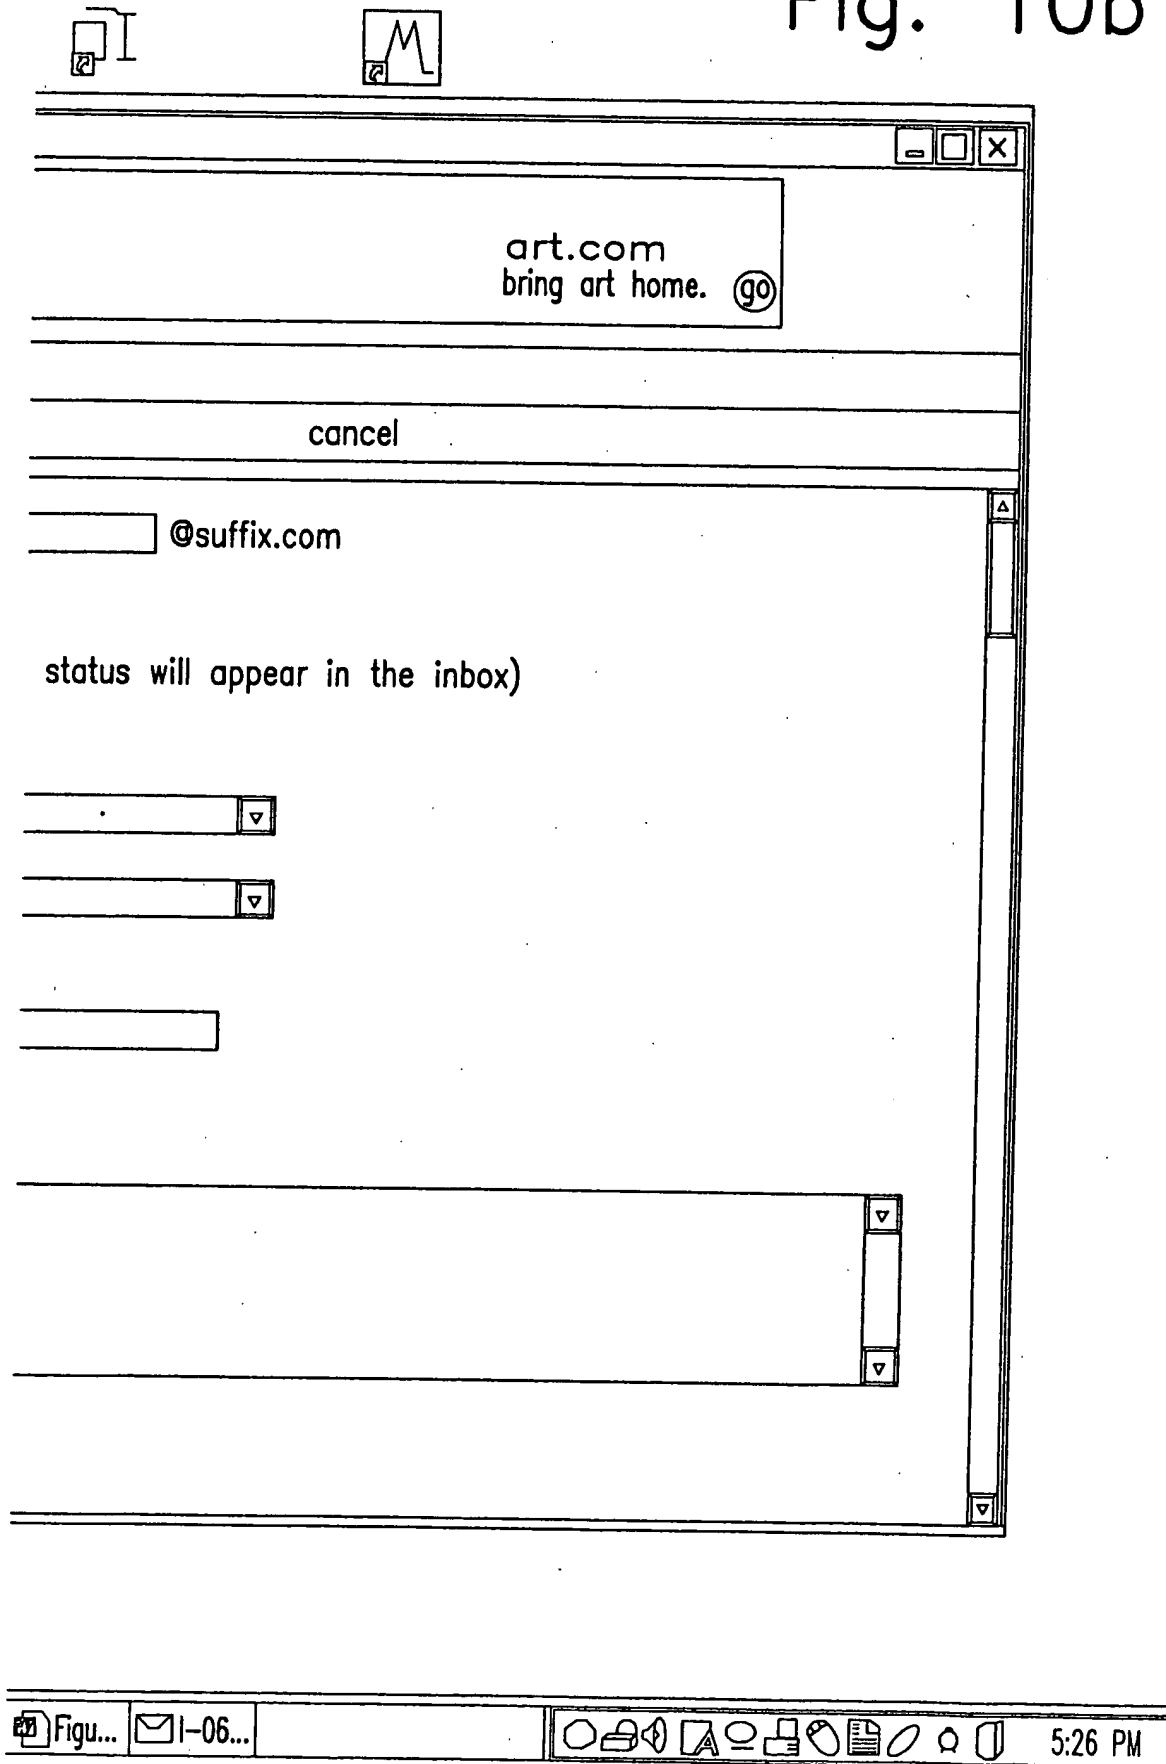 Fig. 10b
M
art.com
bring art home. go
cancel
@suffix.com
status will appear in the inbox)
Figu... I-06... 5:26 PM